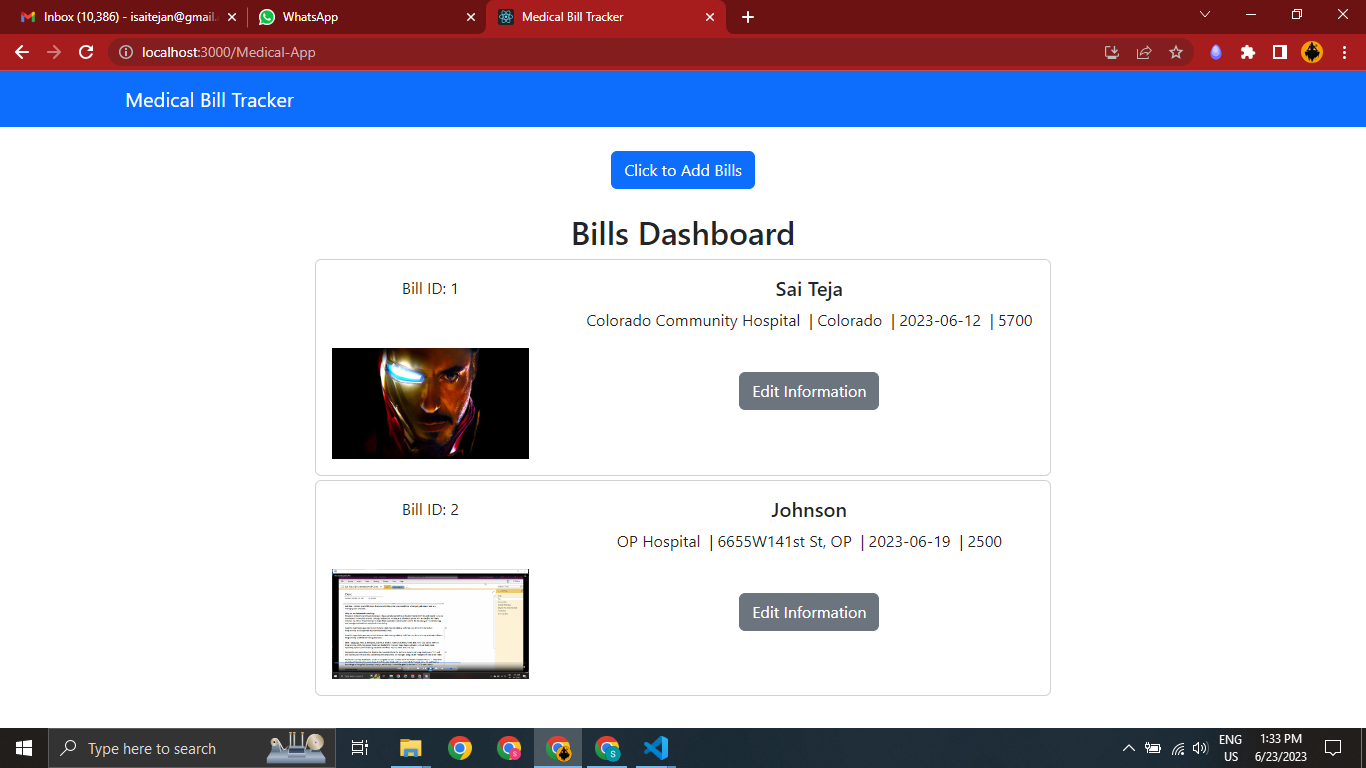 Inbox (10,386) - isaitejan@gmail.
WhatsApp
Medical Bill Tracker
localhost:3000/Medical-App
Medical Bill Tracker
Click to Add Bills
Bills Dashboard
Bill ID: 1
Sai Teja
Colorado Community Hospital | Colorado | 2023-06-12 | 5700
Edit Information
Bill ID: 2
Johnson
OP Hospital | 6655W141st St, OP | 2023-06-19 | 2500
Edit Information
Type here to search
ENG
US
1:33 PM
6/23/2023